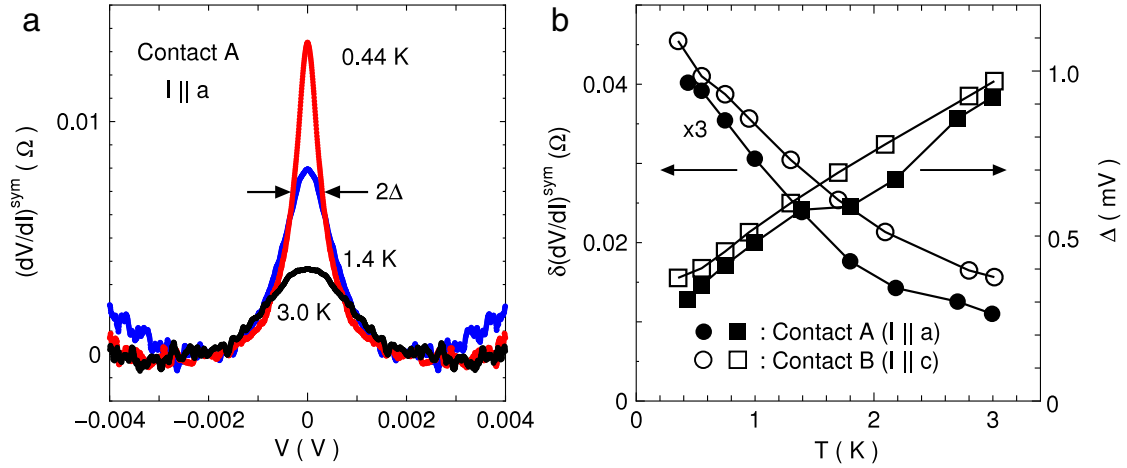 a
Contact A
I || a
0.44 K
2Δ
1.4 K
3.0 K
(dV/dI)^sym ( Ω )
0.01
0
−0.004
−0.002
0
0.002
0.004
V ( V )
b
x3
δ(dV/dI)^sym (Ω)
0.04
0.02
0
1.0
0.5
0
Δ ( mV )
: Contact A ( I || a)
: Contact B ( I || c)
0
1
2
3
T ( K )